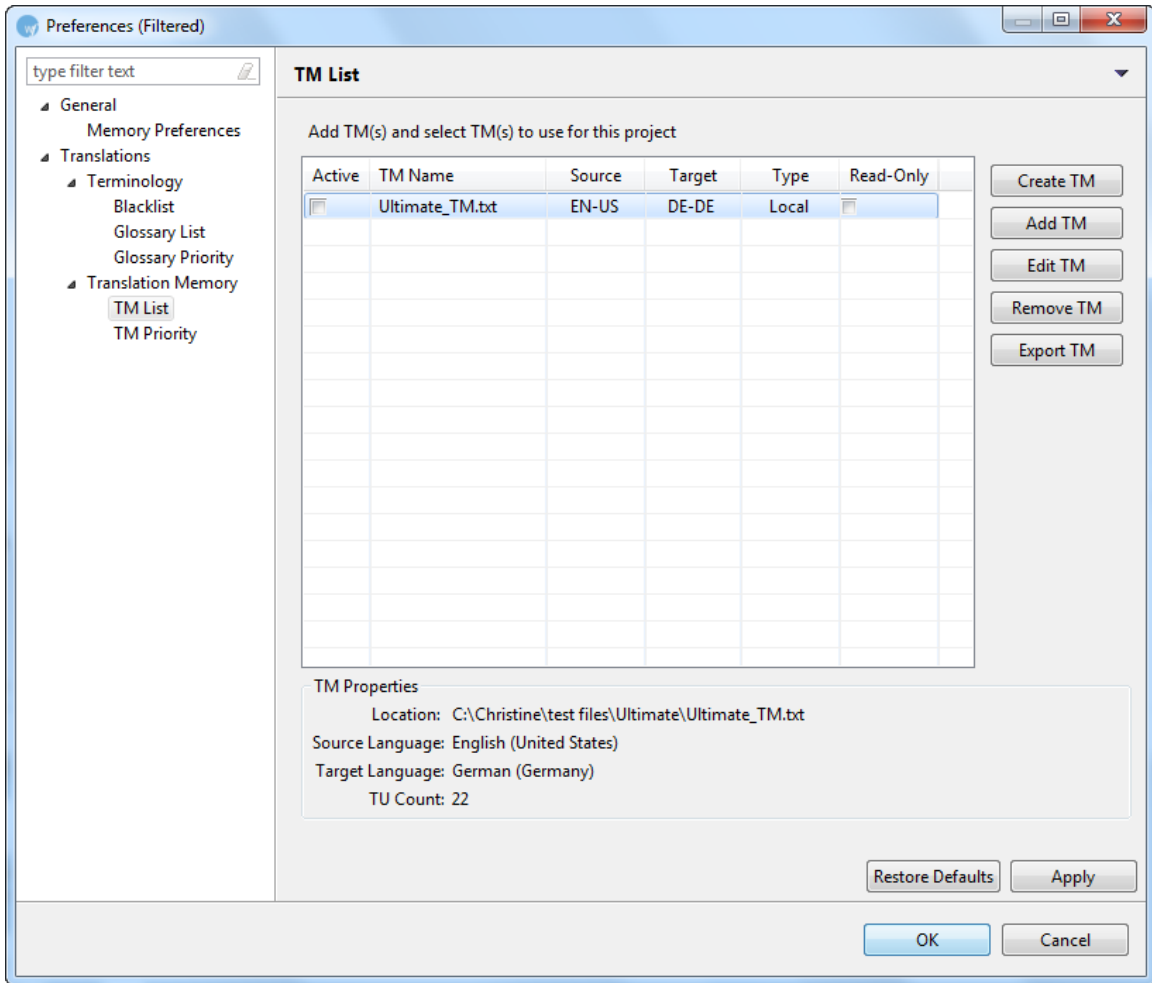 Preferences (Filtered)
type filter text
General
Memory Preferences
Translations
Terminology
Blacklist
Glossary List
Glossary Priority
Translation Memory
TM List
TM Priority
TM List
Add TM(s) and select TM(s) to use for this project
Active TM Name Source Target Type Read-Only
Ultimate_TM.txt EN-US DE-DE Local
Create TM
Add TM
Edit TM
Remove TM
Export TM
TM Properties
Location: C:\Christine\test files\Ultimate\Ultimate_TM.txt
Source Language: English (United States)
Target Language: German (Germany)
TU Count: 22
Restore Defaults Apply
OK Cancel